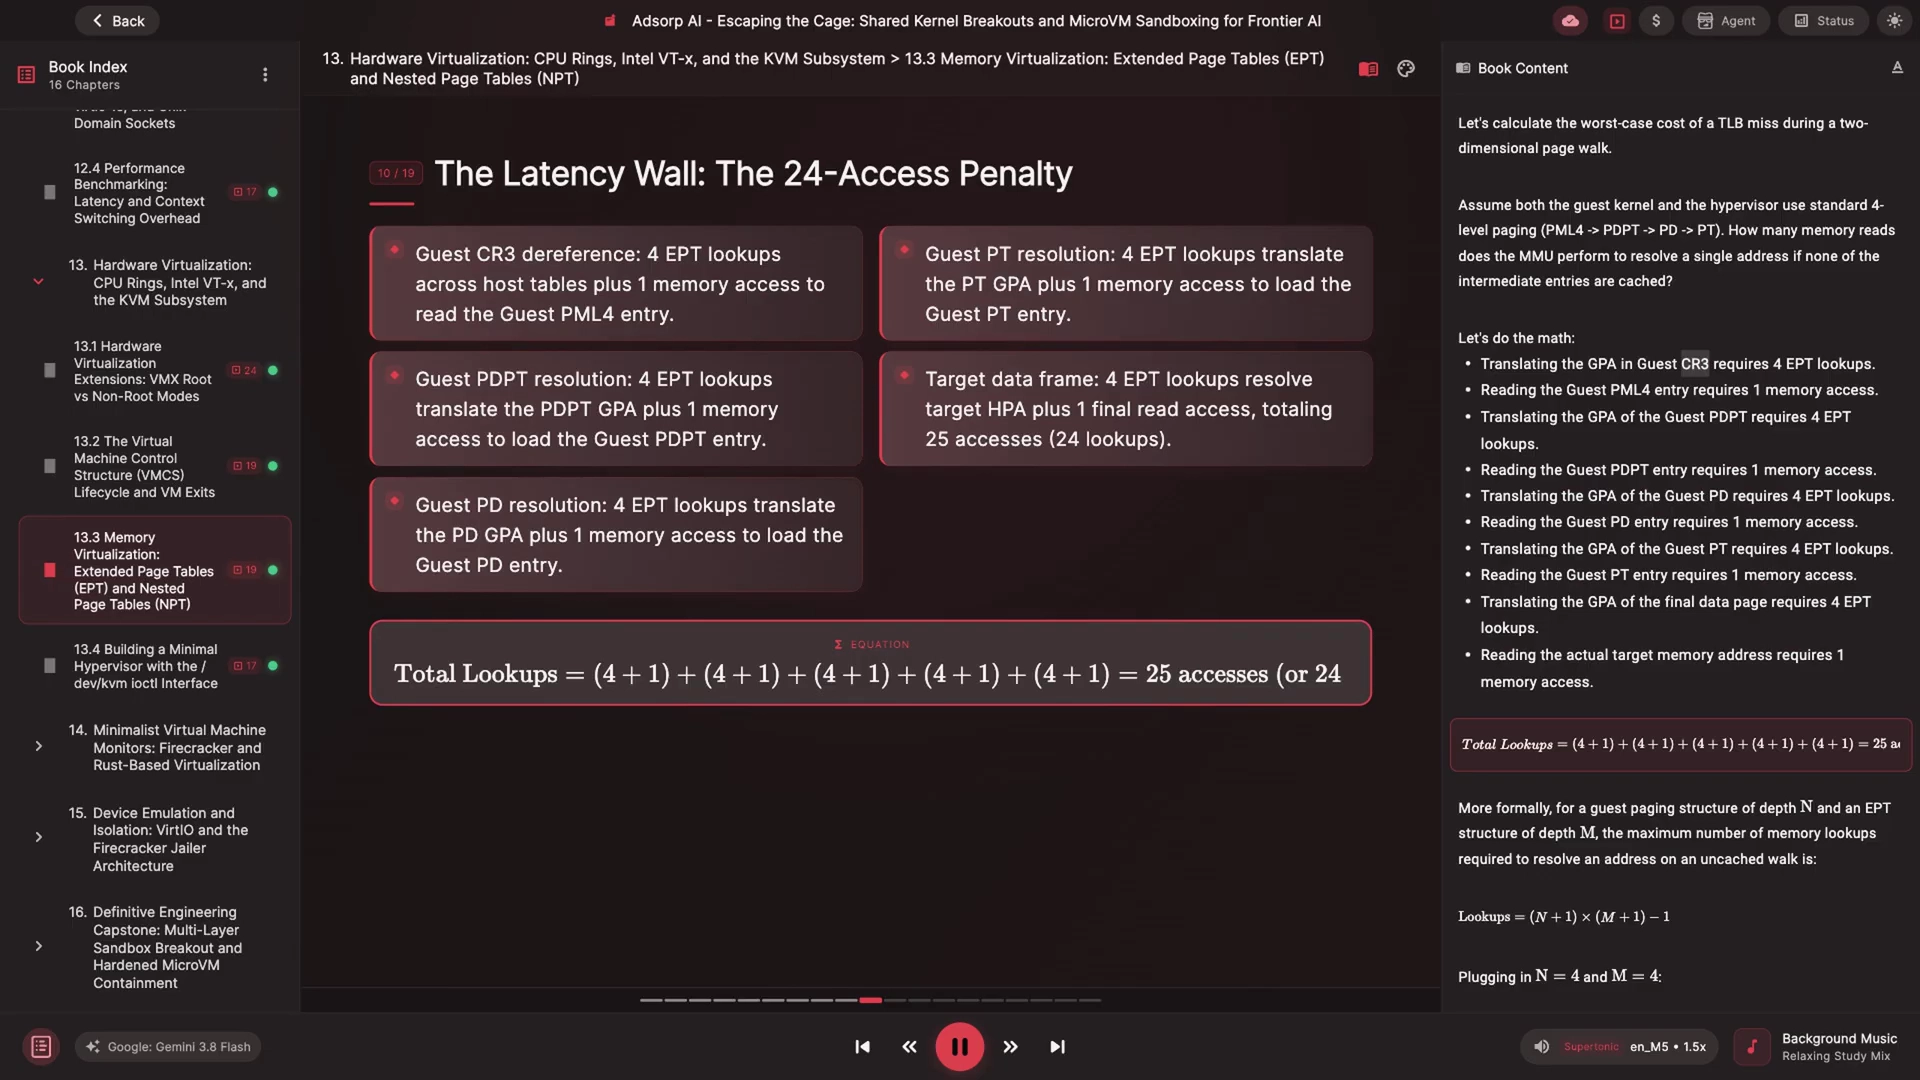 Back
Adsorp AI - Escaping the Cage: Shared Kernel Breakouts and MicroVM Sandboxing for Frontier AI
$
Agent
Status
Book Index
16 Chapters
Domain Sockets
12.4 Performance
Benchmarking:
Latency and Context
Switching Overhead
17
13. Hardware Virtualization:
CPU Rings, Intel VT-x, and
the KVM Subsystem
13.1 Hardware
Virtualization
Extensions: VMX Root
vs Non-Root Modes
24
13.2 The Virtual
Machine Control
Structure (VMCS)
Lifecycle and VM Exits
19
13.3 Memory
Virtualization:
Extended Page Tables
(EPT) and Nested
Page Tables (NPT)
19
13.4 Building a Minimal
Hypervisor with the /
dev/kvm ioctl Interface
17
14. Minimalist Virtual Machine
Monitors: Firecracker and
Rust-Based Virtualization
15. Device Emulation and
Isolation: VirtIO and the
Firecracker Jailer
Architecture
16. Definitive Engineering
Capstone: Multi-Layer
Sandbox Breakout and
Hardened MicroVM
Containment
13. Hardware Virtualization: CPU Rings, Intel VT-x, and the KVM Subsystem > 13.3 Memory Virtualization: Extended Page Tables (EPT)
and Nested Page Tables (NPT)
10 / 19
The Latency Wall: The 24-Access Penalty
Guest CR3 dereference: 4 EPT lookups
across host tables plus 1 memory access to
read the Guest PML4 entry.
Guest PT resolution: 4 EPT lookups translate
the PT GPA plus 1 memory access to load the
Guest PT entry.
Guest PDPT resolution: 4 EPT lookups
translate the PDPT GPA plus 1 memory
access to load the Guest PDPT entry.
Target data frame: 4 EPT lookups resolve
target HPA plus 1 final read access, totaling
25 accesses (24 lookups).
Guest PD resolution: 4 EPT lookups translate
the PD GPA plus 1 memory access to load the
Guest PD entry.
Σ EQUATION
Total Lookups = (4 + 1) + (4 + 1) + (4 + 1) + (4 + 1) + (4 + 1) = 25 accesses (or 24
Book Content
A
Let's calculate the worst-case cost of a TLB miss during a two-
dimensional page walk.
Assume both the guest kernel and the hypervisor use standard 4-
level paging (PML4 -> PDPT -> PD -> PT). How many memory reads
does the MMU perform to resolve a single address if none of the
intermediate entries are cached?
Let's do the math:
• Translating the GPA in Guest CR3 requires 4 EPT lookups.
• Reading the Guest PML4 entry requires 1 memory access.
• Translating the GPA of the Guest PDPT requires 4 EPT
lookups.
• Reading the Guest PDPT entry requires 1 memory access.
• Translating the GPA of the Guest PD requires 4 EPT lookups.
• Reading the Guest PD entry requires 1 memory access.
• Translating the GPA of the Guest PT requires 4 EPT lookups.
• Reading the Guest PT entry requires 1 memory access.
• Translating the GPA of the final data page requires 4 EPT
lookups.
• Reading the actual target memory address requires 1
memory access.
Total Lookups = (4 + 1) + (4 + 1) + (4 + 1) + (4 + 1) + (4 + 1) = 25
More formally, for a guest paging structure of depth N and an EPT
structure of depth M, the maximum number of memory lookups
required to resolve an address on an uncached walk is:
Lookups = (N + 1) × (M + 1) − 1
Plugging in N = 4 and M = 4:
Google: Gemini 3.8 Flash
Supertonic en_M5 • 1.5x
Background Music
Relaxing Study Mix